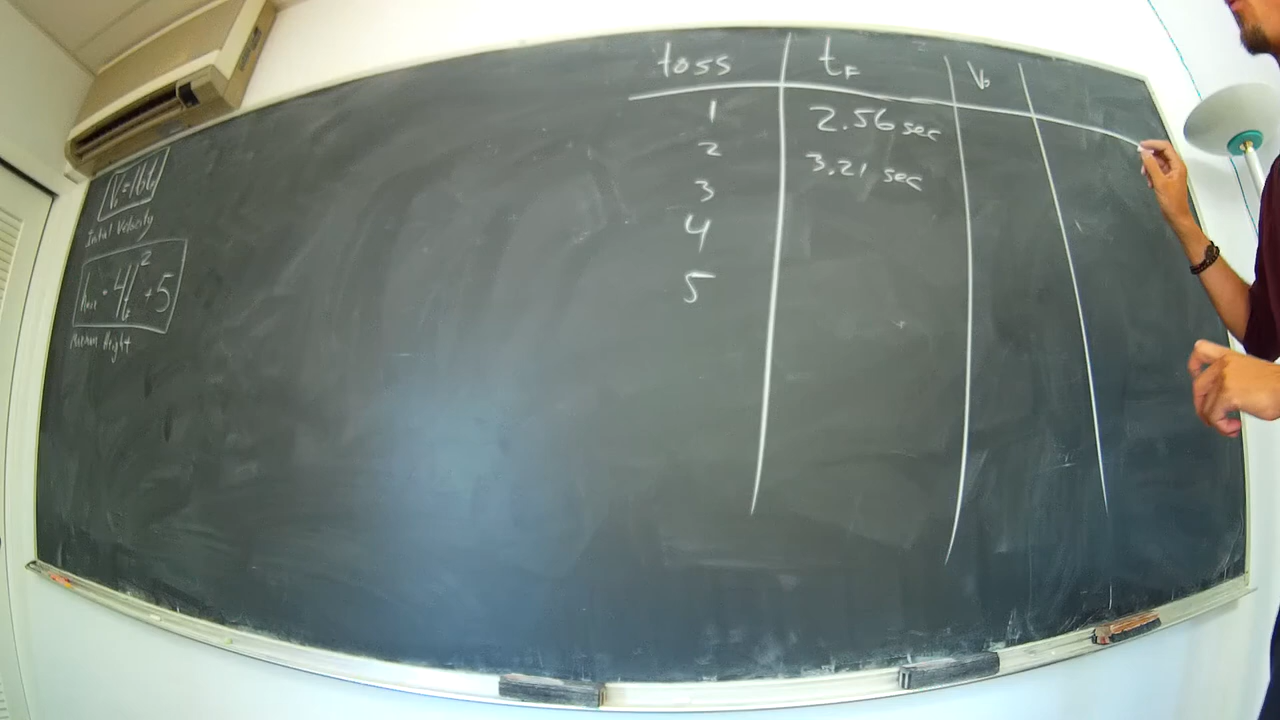 toss t_F V₀
1 2.56 sec
2 3.21 sec
3
4
5
V₀ = 16t_F
Initial Velocity
h_max = 4t_F² + 5
Maximum Height